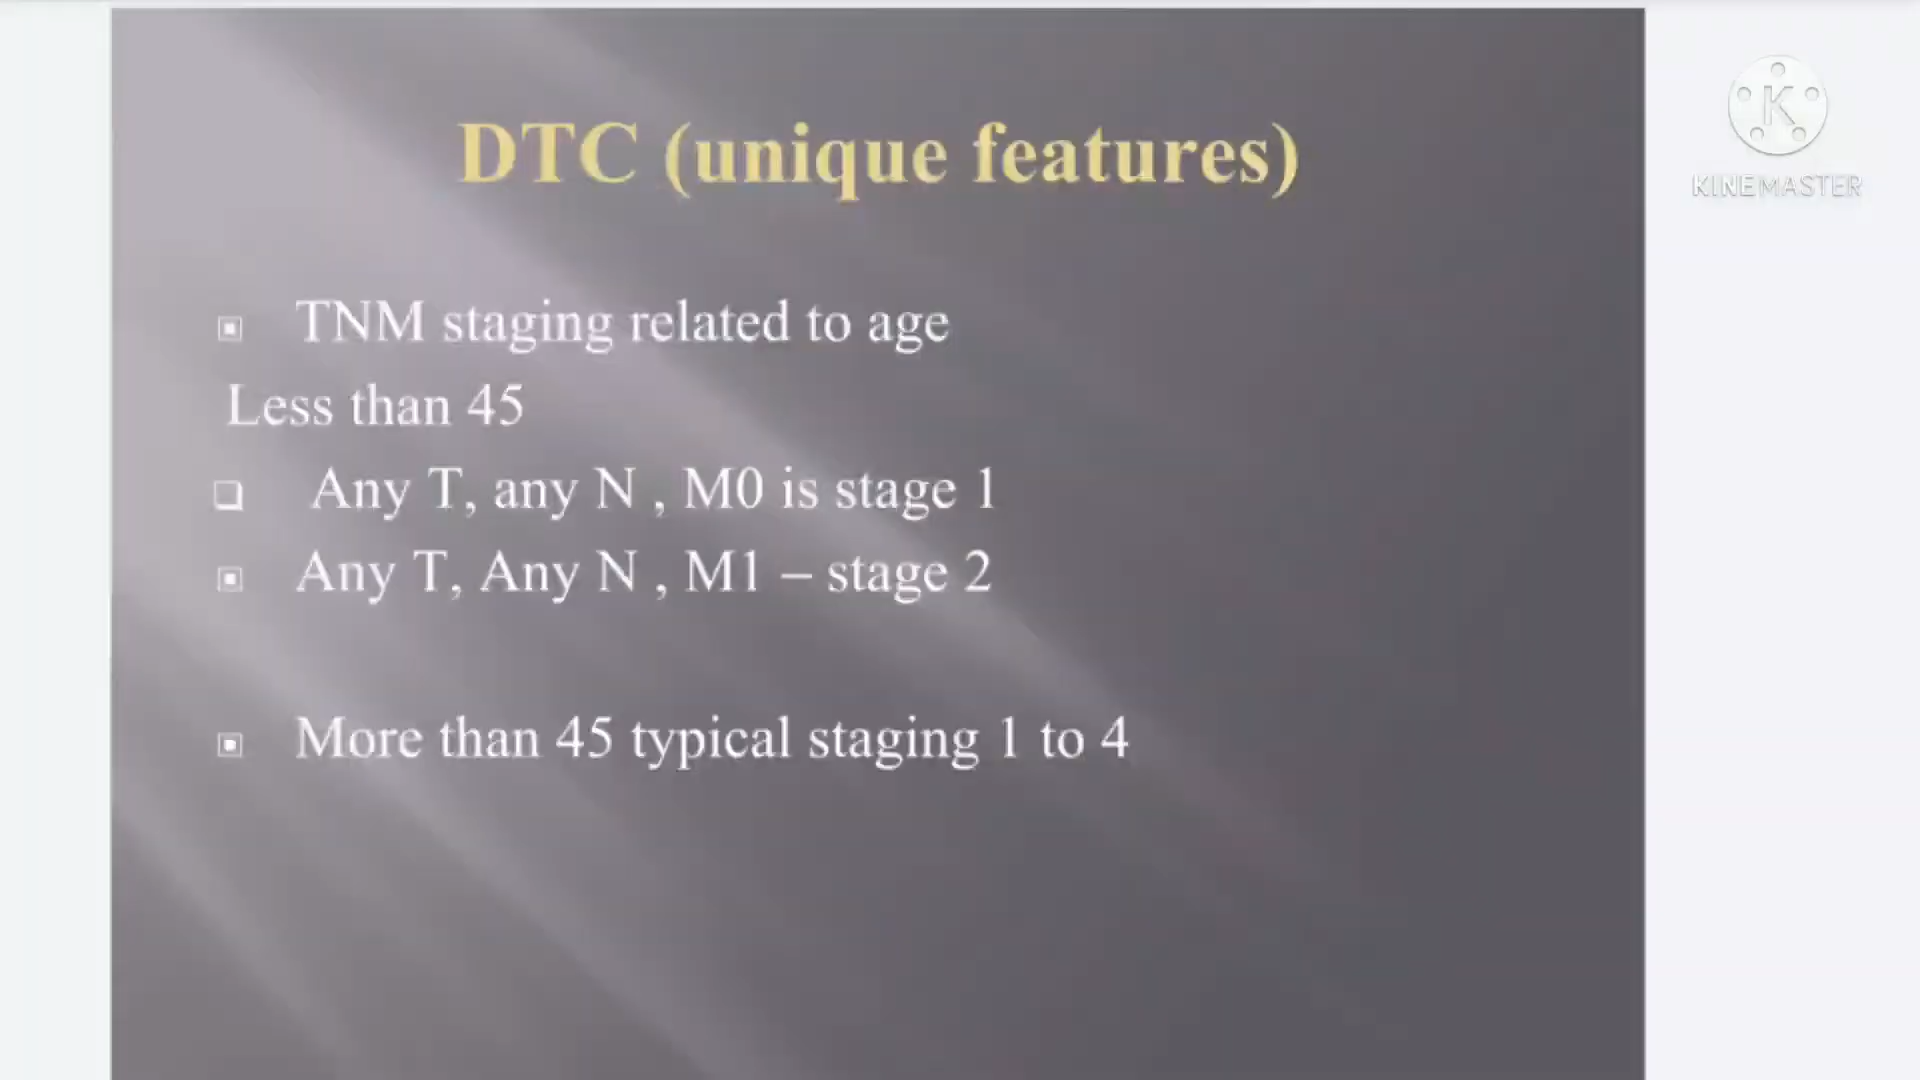 DTC (unique features)
KINEMASTER
TNM staging related to age
Less than 45
Any T, any N , M0 is stage 1
Any T, Any N , M1 – stage 2
More than 45 typical staging 1 to 4